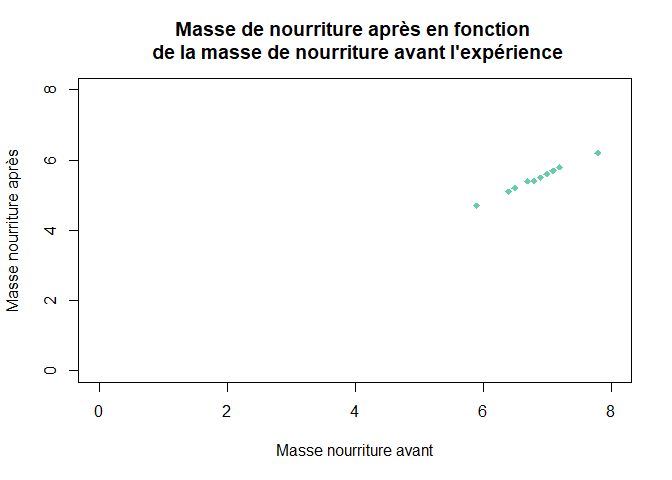 Masse de nourriture après en fonction
de la masse de nourriture avant l'expérience
Masse nourriture après
8
6
4
2
0
0 2 4 6 8
Masse nourriture avant